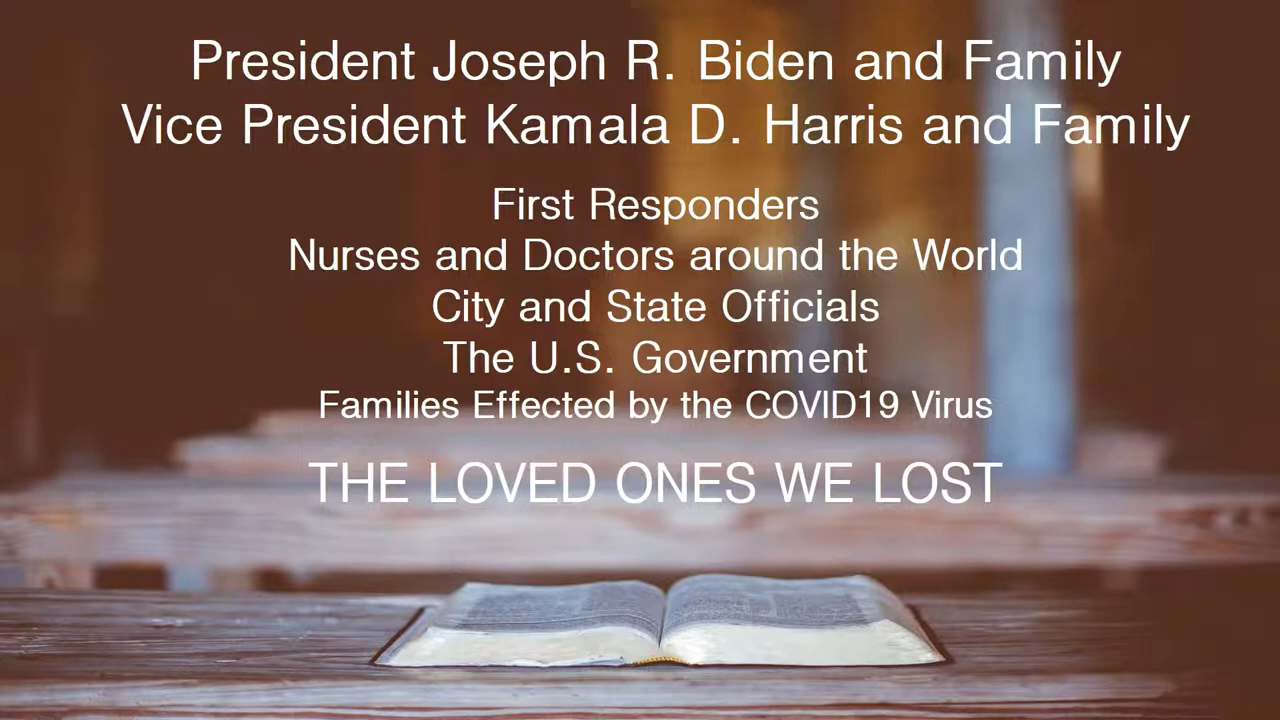 President Joseph R. Biden and Family
Vice President Kamala D. Harris and Family
First Responders
Nurses and Doctors around the World
City and State Officials
The U.S. Government
Families Effected by the COVID19 Virus
THE LOVED ONES WE LOST